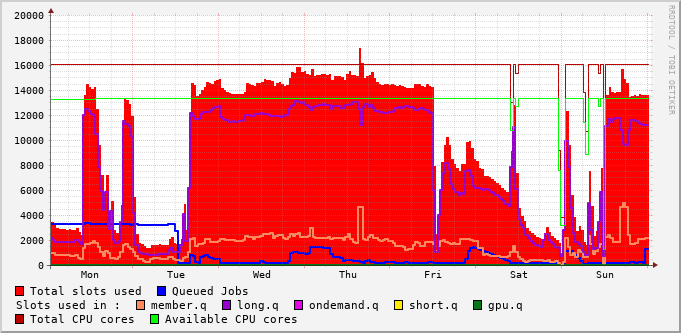 20000
18000
16000
14000
12000
10000
8000
6000
4000
2000
0
Mon Tue Wed Thu Fri Sat Sun
RRDTOOL / TOBI OETIKER
Total slots used Queued Jobs
Slots used in : member.q long.q ondemand.q short.q gpu.q
Total CPU cores Available CPU cores